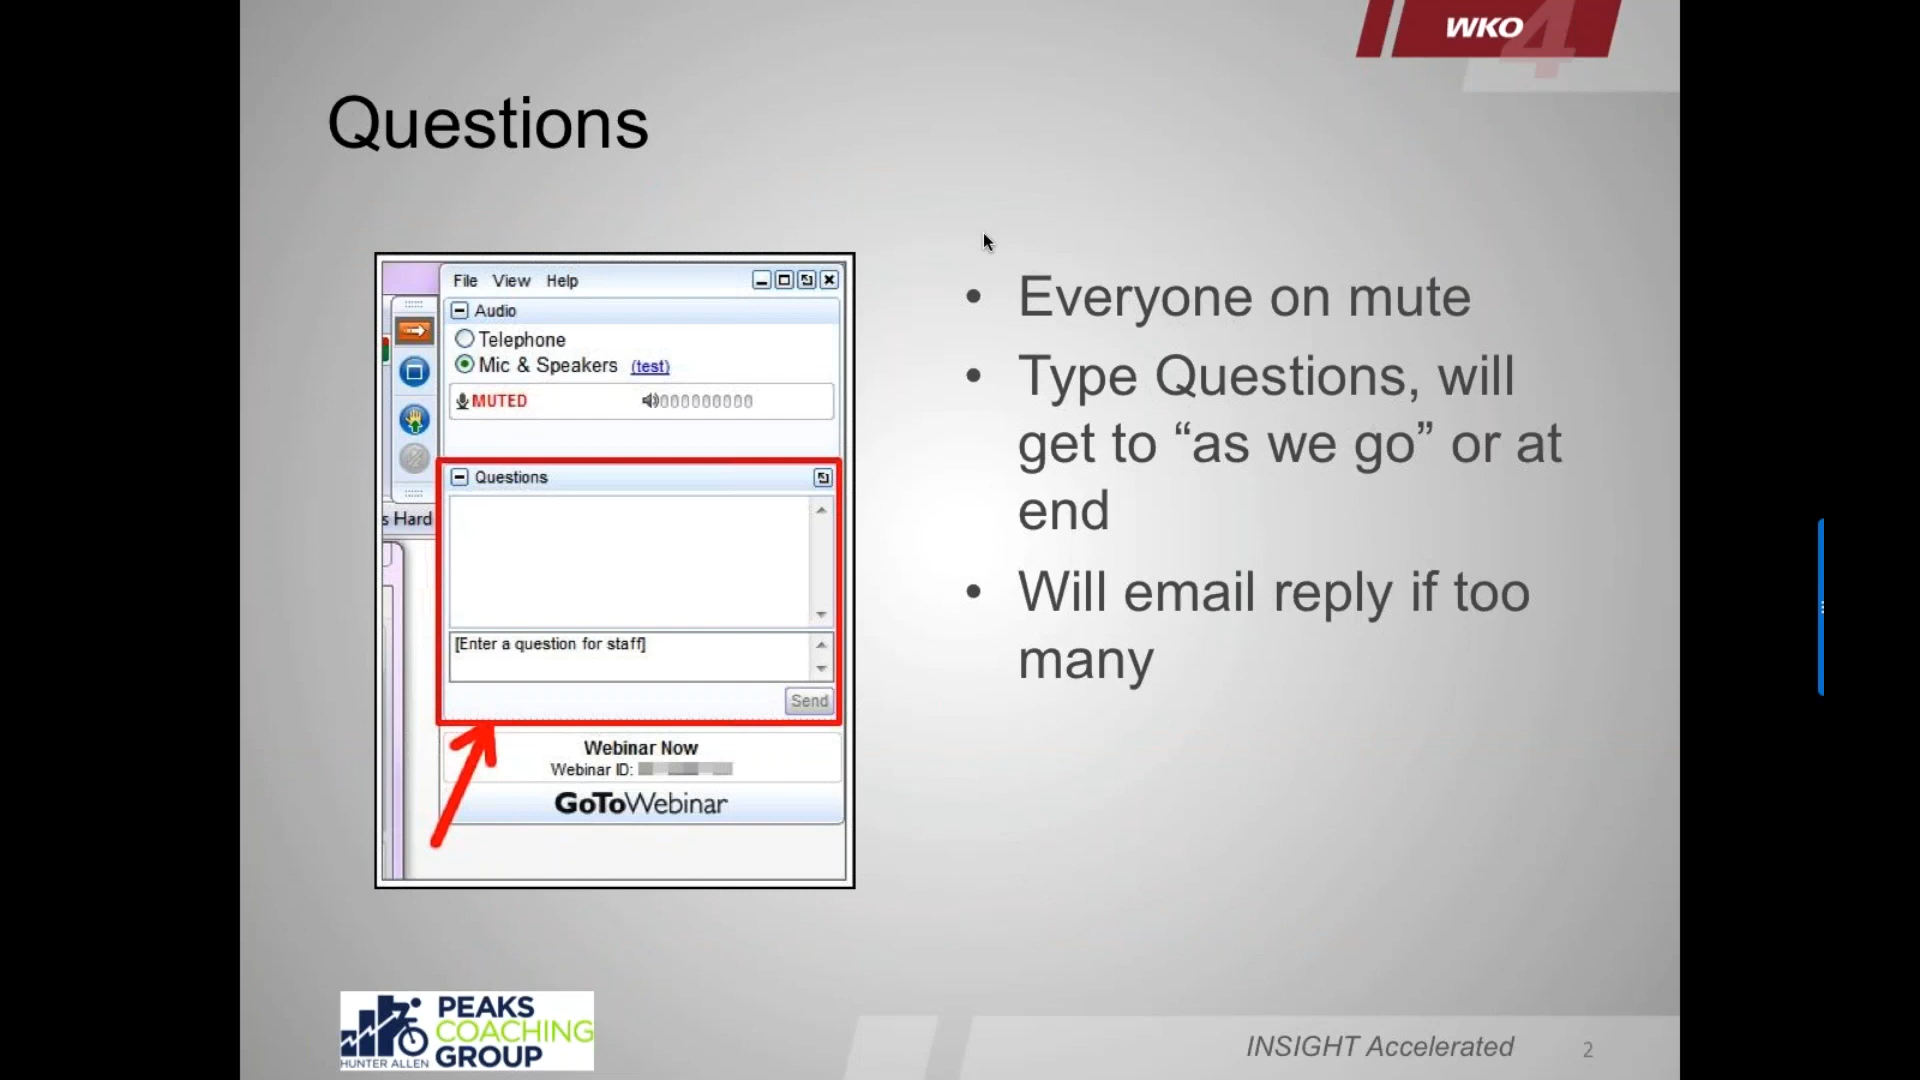 WKO4
Questions
File View Help
Audio
Telephone
Mic & Speakers (test)
MUTED
000000000
s Hard
Questions
[Enter a question for staff]
Send
Webinar Now
Webinar ID:
GoToWebinar
• Everyone on mute
• Type Questions, will
get to “as we go” or at
end
• Will email reply if too
many
PEAKS
COACHING
GROUP
HUNTER ALLEN
INSIGHT Accelerated
2